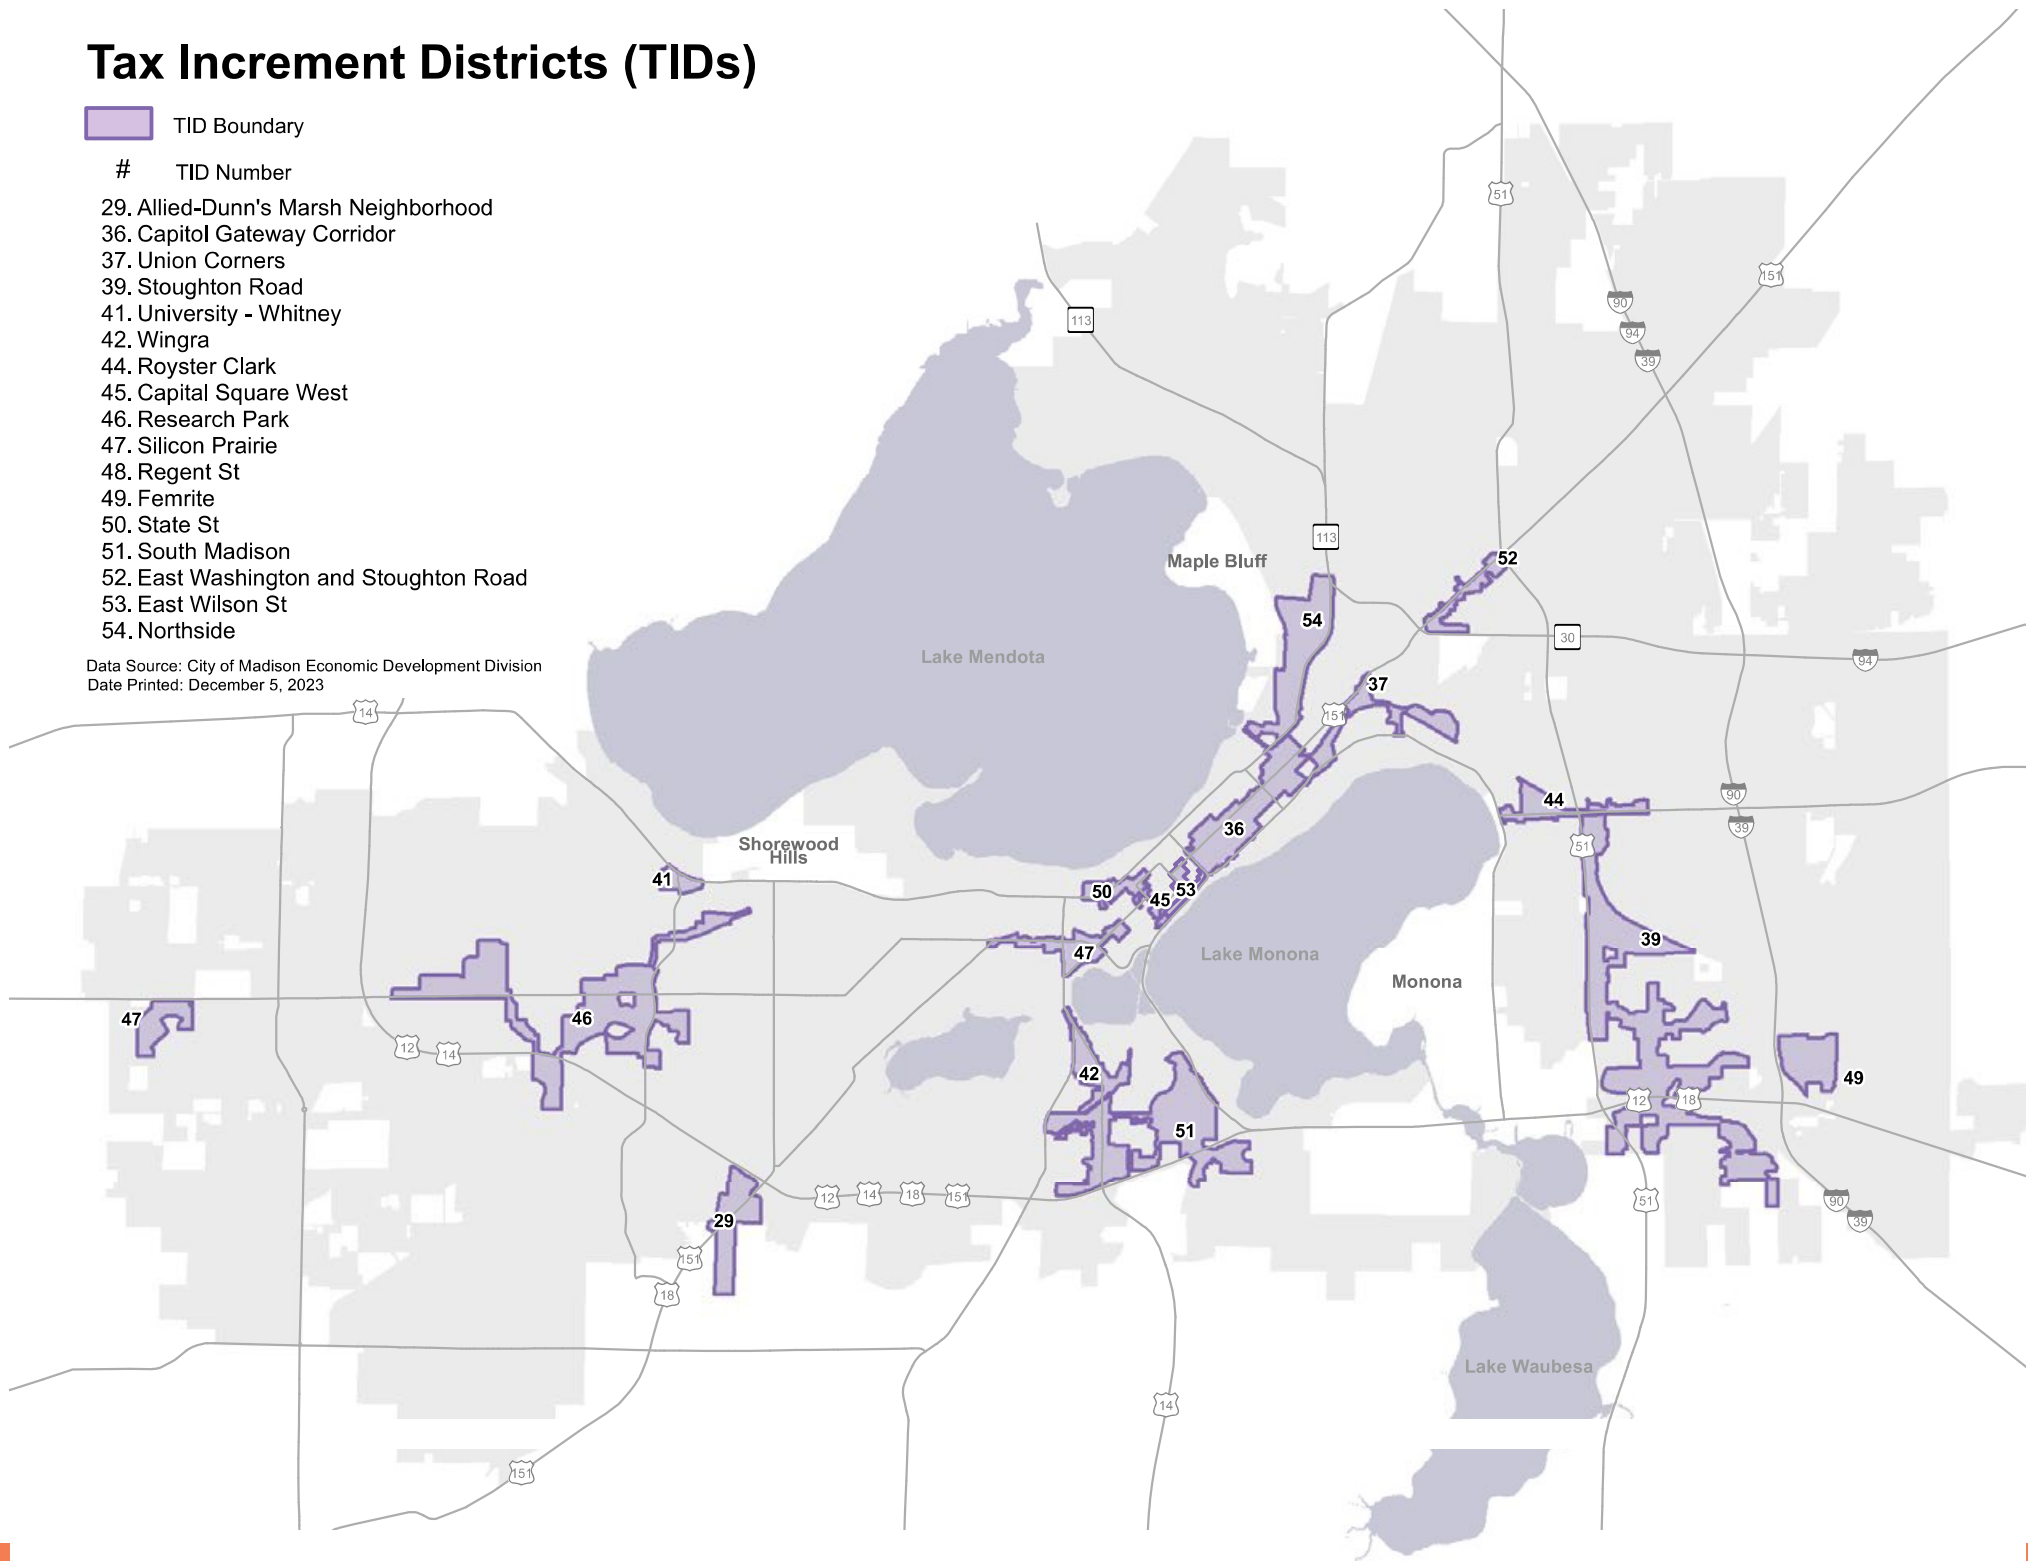 Tax Increment Districts (TIDs)
TID Boundary
# TID Number
29. Allied-Dunn's Marsh Neighborhood
36. Capitol Gateway Corridor
37. Union Corners
39. Stoughton Road
41. University - Whitney
42. Wingra
44. Royster Clark
45. Capital Square West
46. Research Park
47. Silicon Prairie
48. Regent St
49. Femrite
50. State St
51. South Madison
52. East Washington and Stoughton Road
53. East Wilson St
54. Northside
Data Source: City of Madison Economic Development Division
Date Printed: December 5, 2023
51
151
90
94
39
113
113
Maple Bluff
52
54
30
Lake Mendota
94
37
14
151
90
44
39
36
Shorewood
Hills
51
41
50
53
45
39
47
Lake Monona
Monona
47
46
12
14
42
49
12
18
51
29
12
14
18
151
51
90
39
151
18
Lake Waubesa
14
151